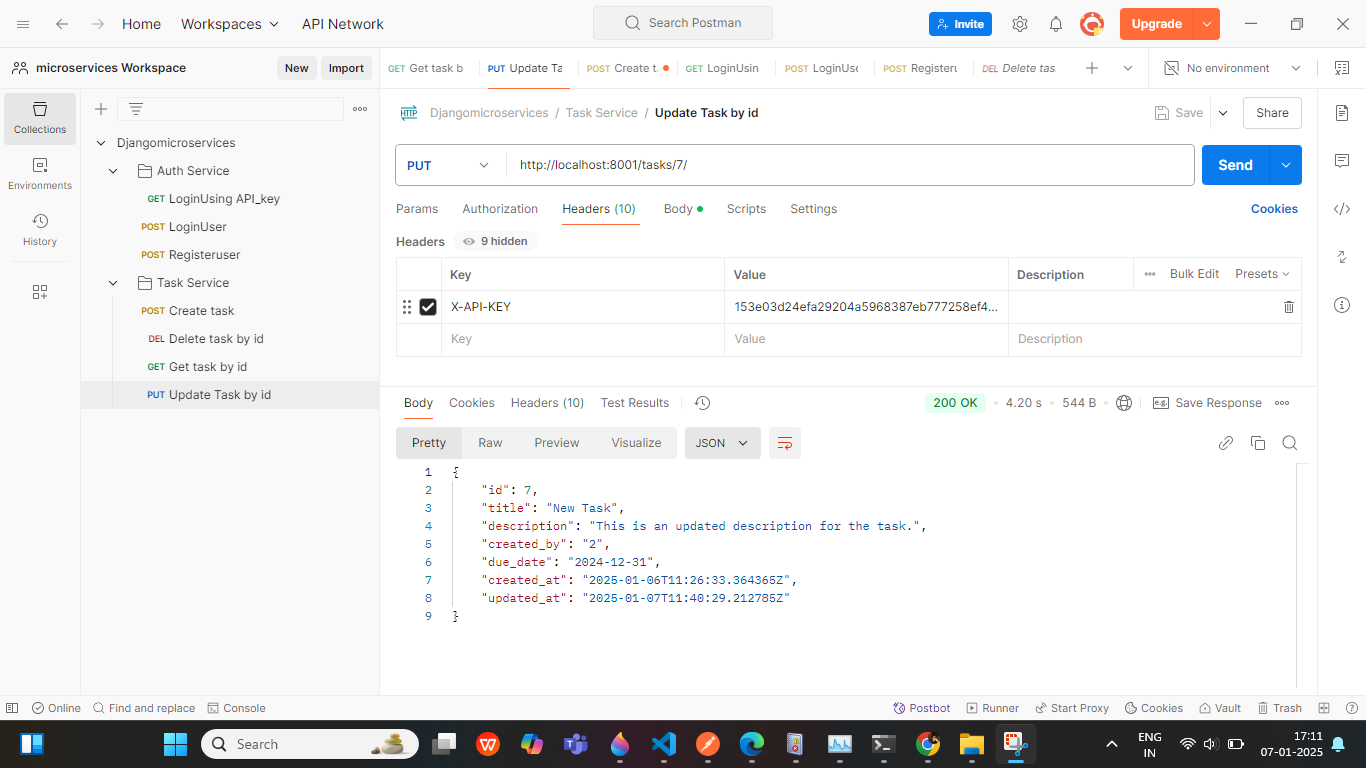 Home Workspaces API Network Search Postman Invite Upgrade
microservices Workspace New Import GET Get task b PUT Update Ta POST Create t. GET LoginUsin POST LoginUse POST Registeru DEL Delete tas No environment
Collections
Environments
History
Djangomicroservices
Auth Service
GET LoginUsing API_key
POST LoginUser
POST Registeruser
Task Service
POST Create task
DEL Delete task by id
GET Get task by id
PUT Update Task by id
HTTP Djangomicroservices / Task Service / Update Task by id Save Share
PUT http://localhost:8001/tasks/7/ Send
Params Authorization Headers (10) Body Scripts Settings Cookies
Headers 9 hidden
Key Value Description Bulk Edit Presets
X-API-KEY 153e03d24efa29204a5968387eb777258ef4...
Key Value Description
Body Cookies Headers (10) Test Results 200 OK 4.20 s 544 B e.g. Save Response
Pretty Raw Preview Visualize JSON
1 {
2 "id": 7,
3 "title": "New Task",
4 "description": "This is an updated description for the task.",
5 "created_by": "2",
6 "due_date": "2024-12-31",
7 "created_at": "2025-01-06T11:26:33.364365Z",
8 "updated_at": "2025-01-07T11:40:29.212785Z"
9 }
Online Find and replace Console Postbot Runner Start Proxy Cookies Vault Trash
Search ENG IN 17:11 07-01-2025